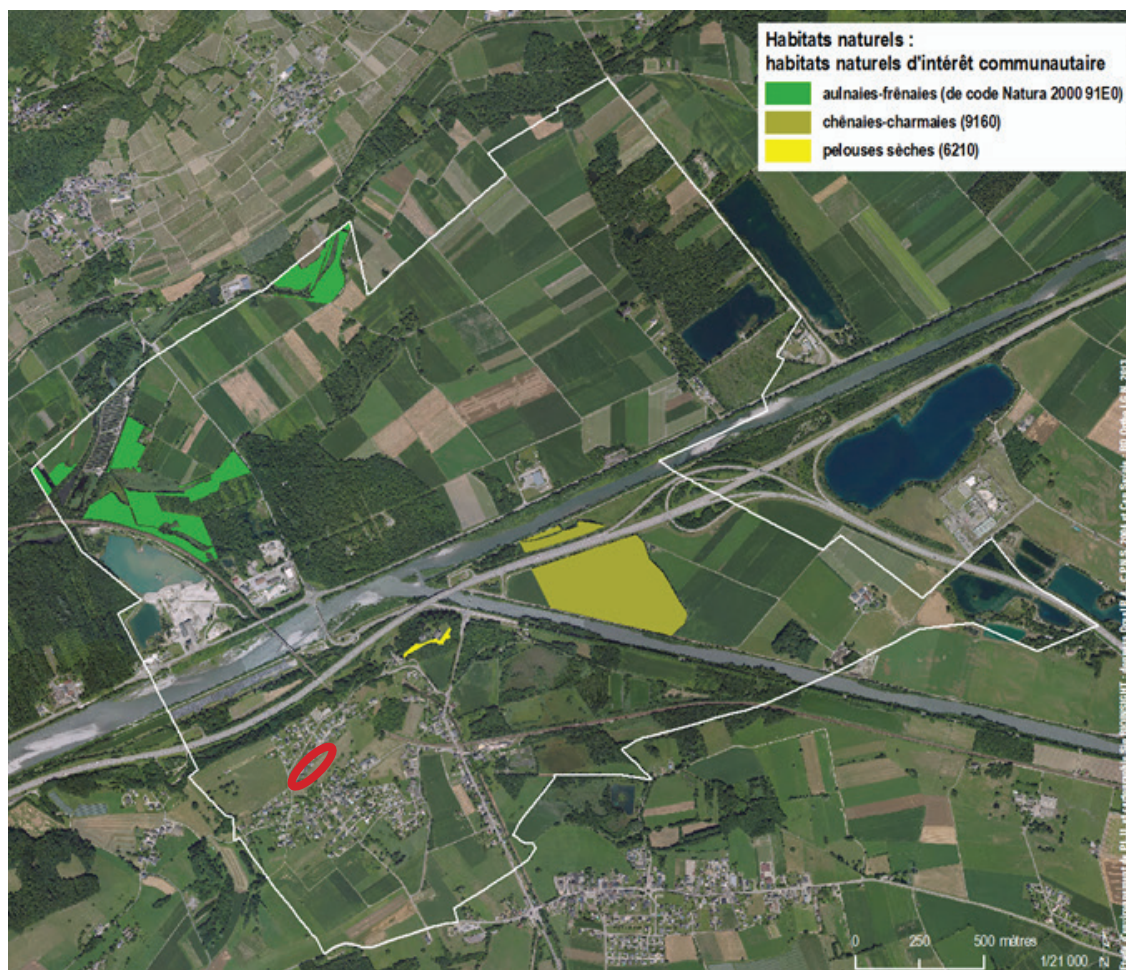 Habitats naturels :
habitats naturels d'intérêt communautaire
aulnaies-frênaies (de code Natura 2000 91E0)
chênaies-charmaies (9160)
pelouses sèches (6210)
0 250 500 mètres
1/21 000 N